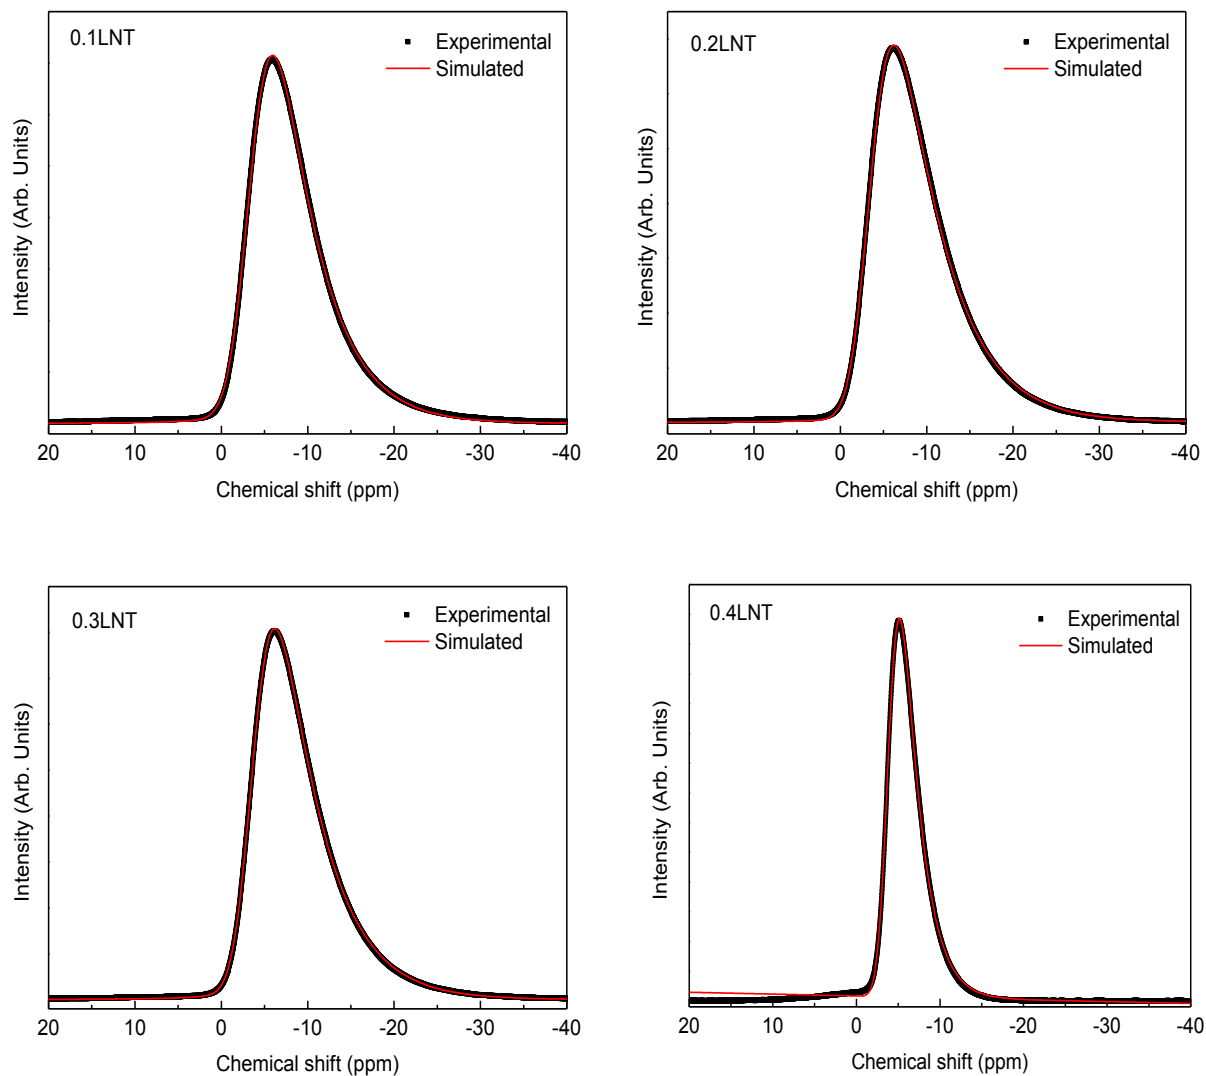 0.1LNT
Experimental
Simulated
Intensity (Arb. Units)
20 10 0 -10 -20 -30 -40
Chemical shift (ppm)
0.2LNT
Experimental
Simulated
Intensity (Arb. Units)
20 10 0 -10 -20 -30 -40
Chemical shift (ppm)
0.3LNT
Experimental
Simulated
Intensity (Arb. Units)
20 10 0 -10 -20 -30 -40
Chemical shift (ppm)
0.4LNT
Experimental
Simulated
Intensity (Arb. Units)
20 10 0 -10 -20 -30 -40
Chemical shift (ppm)